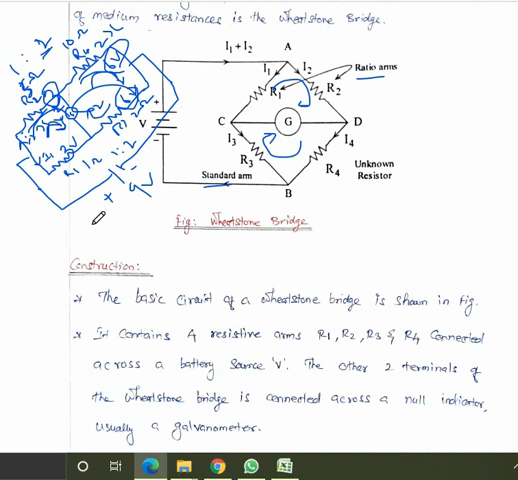 of medium resistances is the Wheatstone Bridge.
I1 + I2
A
I1
I2
Ratio arms
R1
R2
+
V
-
C
G
D
I3
I4
R3
R4
Unknown
Resistor
Standard arm
B
Fig: Wheatstone Bridge
Construction:
* The basic circuit of a wheatstone bridge is shown in fig.
* It contains 4 resistive arms R1, R2, R3 & R4 connected
across a battery source 'V'. The other 2 terminals of
the wheatstone bridge is connected across a null indicator,
usually a galvanometer.